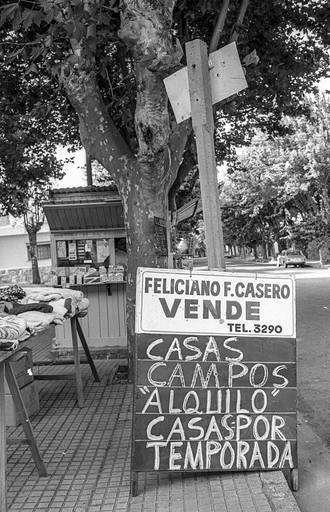 FELICIANO F. CASERO
VENDE
TEL. 3290
CASAS
CAMPOS
"ALQUILO"
CASAS POR
TEMPORADA